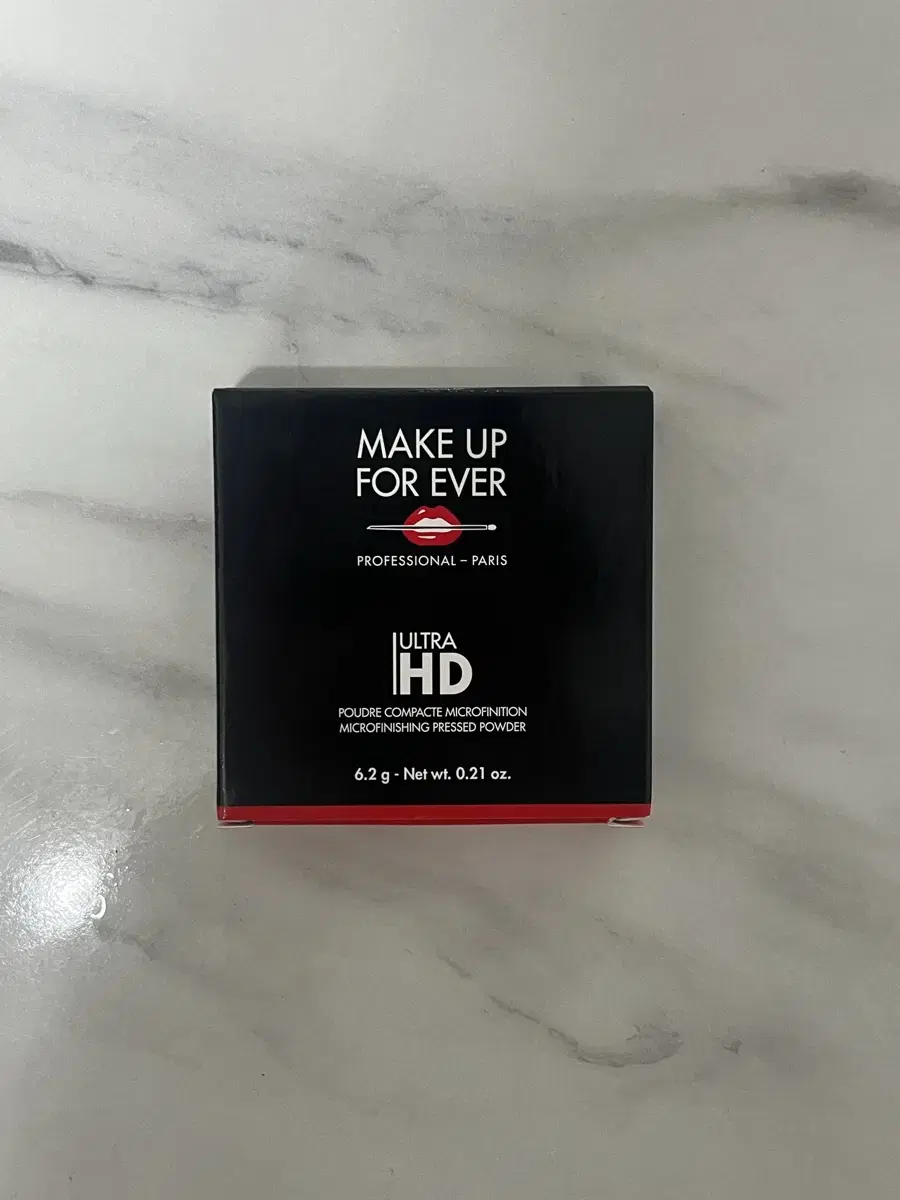 MAKE UP
FOR EVER
PROFESSIONAL – PARIS
ULTRA
HD
POUDRE COMPACTE MICROFINITION
MICROFINISHING PRESSED POWDER
6.2 g - Net wt. 0.21 oz.